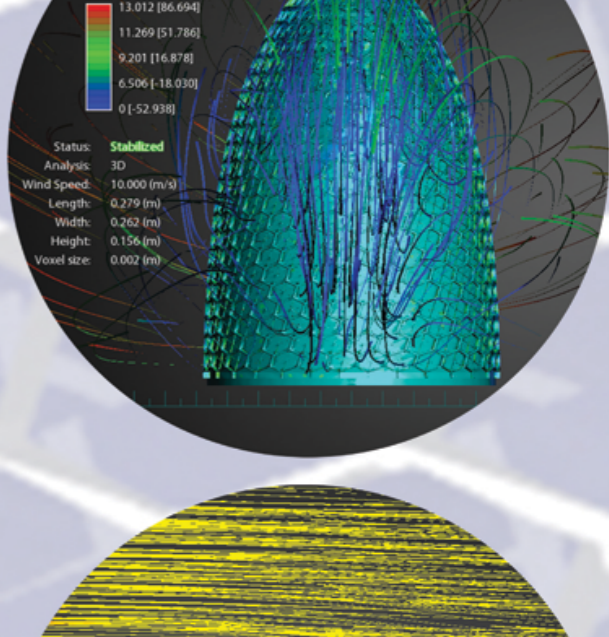 13.012 [86.694]
11.269 [51.786]
9.201 [16.878]
6.506 [-18.030]
0 [-52.938]
Status: Stabilized
Analysis: 3D
Wind Speed: 10.000 (m/s)
Length: 0.279 (m)
Width: 0.262 (m)
Height: 0.156 (m)
Voxel size: 0.002 (m)